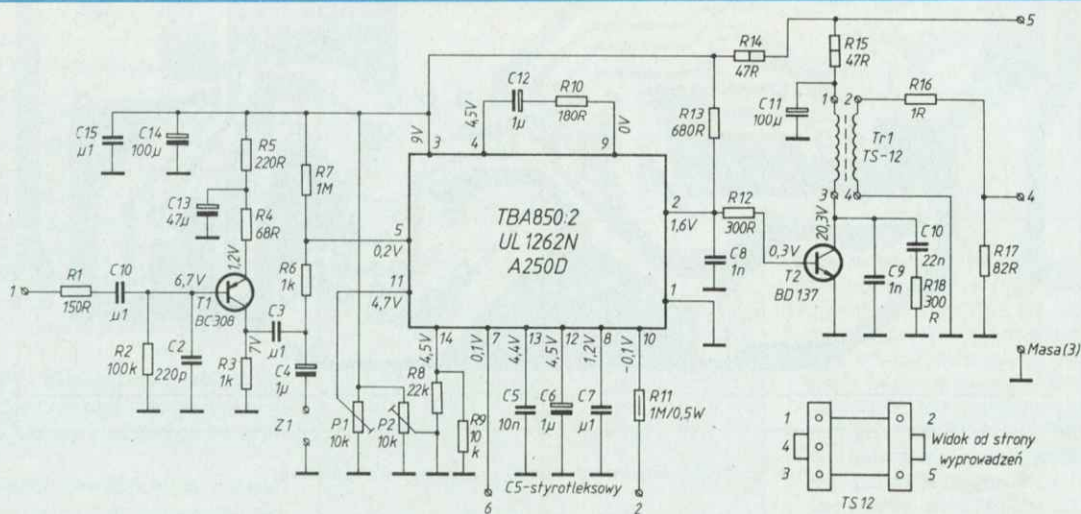 5
R14
47R
R15
47R
C12
1µ
R10
180R
C11
100µ
1
2
R16
1R
C15
µ1
C14
100µ
R5
220R
R7
1M
9V
3
4,5V
4
9
0V
R13
680R
Tr1
TS-12
3
4
4
C13
47µ
R4
68R
TBA850:2
UL 1262N
A250D
2
1,6V
R12
300R
20,3V
5
0,2V
1,2V
R6
1k
11
4,7V
C8
1n
0,3V
T2
BD 137
C10
22n
C9
1n
R18
300
R
R17
82R
1
R1
150R
C10
µ1
6,7V
T1
BC308
C3
µ1
7V
1
R2
100k
C2
220p
R3
1k
C4
1µ
Z1
14
4,5V
7
0,1V
13
4,4V
12
4,5V
8
1,2V
10
-0,1V
R8
22k
P1
10k
P2
10k
R9
10
k
C5
10n
C6
1µ
C7
µ1
R11
1M/0,5W
Masa(3)
C5-styrofleksowy
6
2
1
4
3
2
5
Widok od strony
wyprowadzeń
TS12